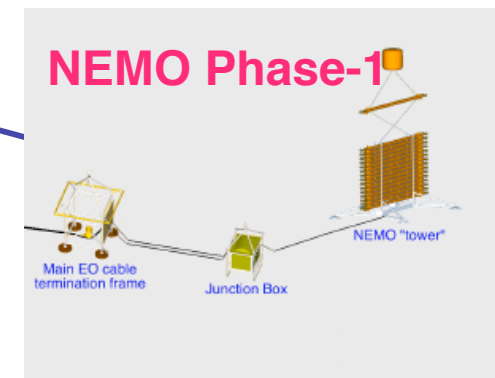 NEMO Phase-1
NEMO "tower"
Main EO cable
termination frame
Junction Box